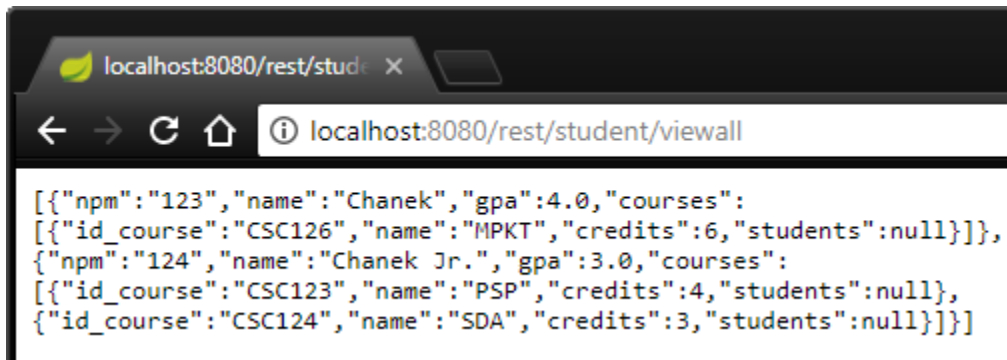 localhost:8080/rest/stude
localhost:8080/rest/student/viewall
[{"npm":"123","name":"Chanek","gpa":4.0,"courses":
[{"id_course":"CSC126","name":"MPKT","credits":6,"students":null}]},
{"npm":"124","name":"Chanek Jr.","gpa":3.0,"courses":
[{"id_course":"CSC123","name":"PSP","credits":4,"students":null},
{"id_course":"CSC124","name":"SDA","credits":3,"students":null}]}]